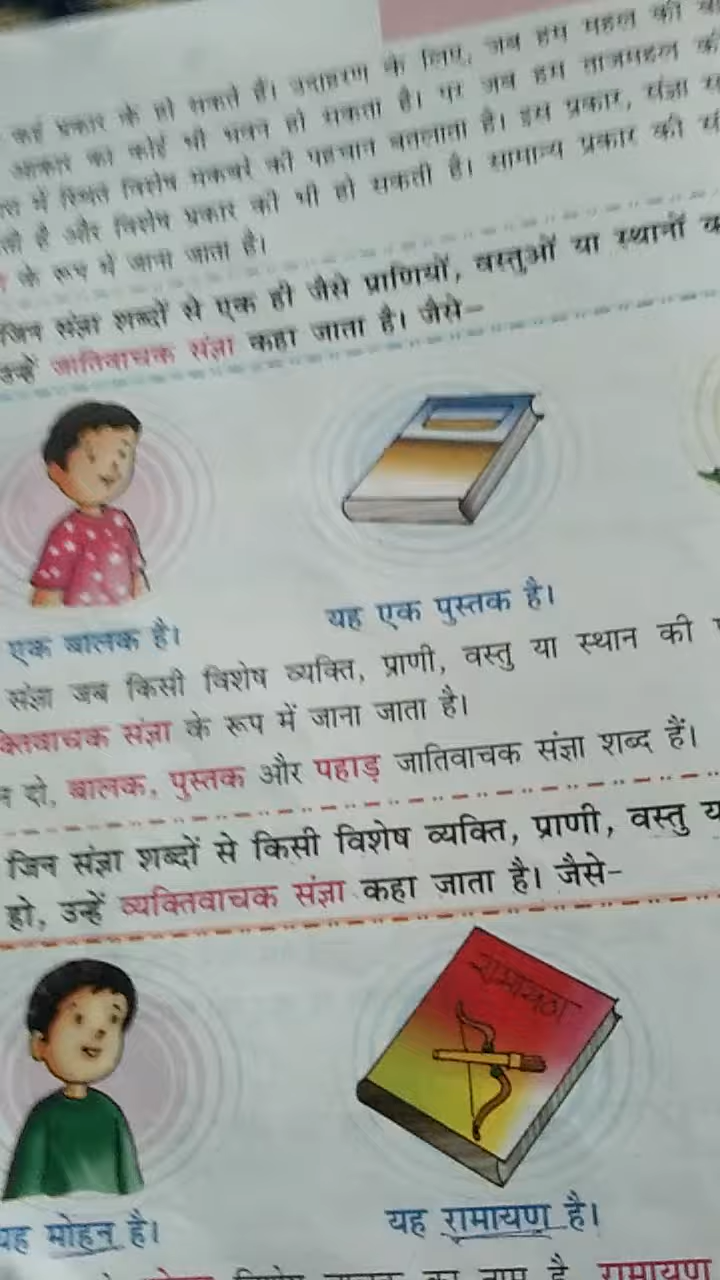 कई प्रकार के हो सकते हैं। उदाहरण के लिए, जब हम महल की
आकार का कोई भी भवन हो सकता है। पर जब हम ताजमहल की
में स्थित विशेष मकबरे की पहचान बतलाता है। इस प्रकार, संज्ञा
है और विशेष प्रकार की भी हो सकती है। सामान्य प्रकार की
के रूप में जाना जाता है।
जिन संज्ञा शब्दों से एक ही जैसे प्राणियों, वस्तुओं या स्थानों
उन्हें जातिवाचक संज्ञा कहा जाता है। जैसे–
एक बालक है।
यह एक पुस्तक है।
संज्ञा जब किसी विशेष व्यक्ति, प्राणी, वस्तु या स्थान की
क्तिवाचक संज्ञा के रूप में जाना जाता है।
दो, बालक, पुस्तक और पहाड़ जातिवाचक संज्ञा शब्द हैं।
जिन संज्ञा शब्दों से किसी विशेष व्यक्ति, प्राणी, वस्तु
हो, उन्हें व्यक्तिवाचक संज्ञा कहा जाता है। जैसे–
रामायण
यह मोहन है।
यह रामायण है।
रामायण